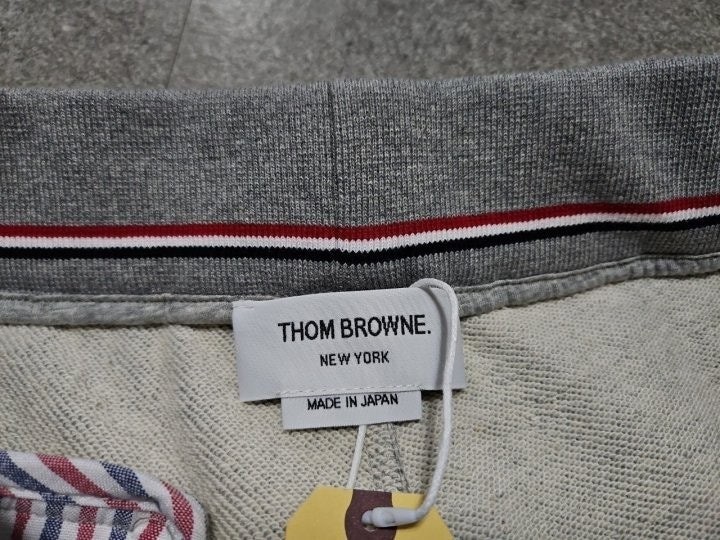 THOM BROWNE.
NEW YORK
MADE IN JAPAN